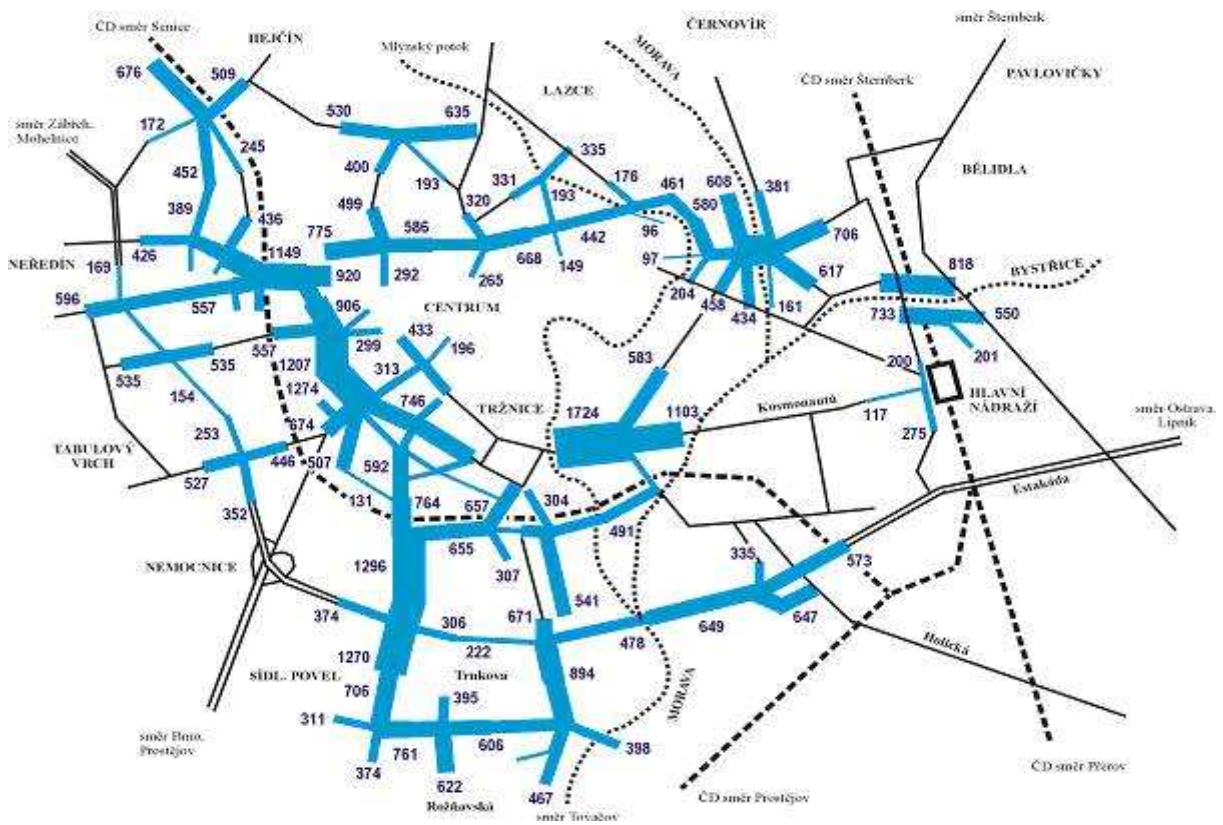 ČD směr Senice
HEJČÍN
Mlýnský potok
ČERNOVÍR
MORAVA
směr Šternberk
PAVLOVIČKY
ČD směr Šternberk
LAZCE
676
509
530
635
směr Zábřeh,
Mohelnice
172
245
400
335
BĚLIDLA
452
193
331
176
461
608
381
193
580
389
436
499
320
706
775
586
442
96
426
1149
668
97
617
818
BYSTŘICE
NEŘEDÍN
169
920
292
265
149
204
458
161
596
557
906
CENTRUM
434
733
550
557
299
433
196
201
535
535
1207
313
583
200
1274
746
TRŽNICE
1724
1103
Kosmonautů
HLAVNÍ
NÁDRAŽÍ
154
117
směr Ostrava,
Lipník
253
674
275
TABULOVÝ
VRCH
446
507
592
527
131
764
657
304
Estakáda
352
491
655
335
573
NEMOCNICE
1296
307
541
374
306
671
647
478
649
222
Holická
1270
SÍDL. POVEL
Trnkova
894
706
395
MORAVA
311
směr Brno,
Prostějov
761
606
398
374
622
467
ČD směr Přerov
Rožňavská
ČD směr Prostějov
směr Tovačov